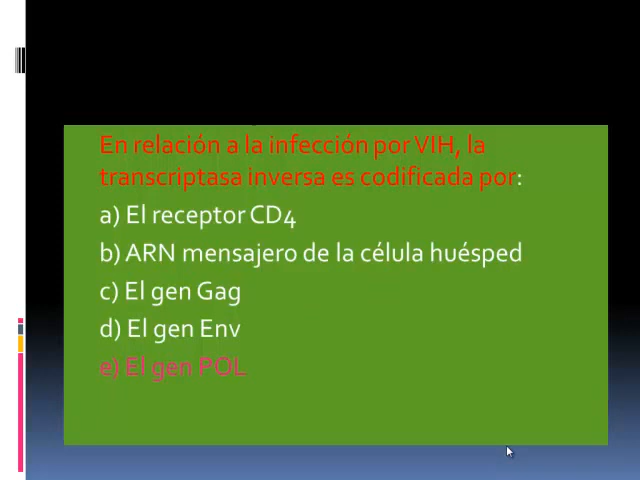 En relación a la infección por VIH, la
transcriptasa inversa es codificada por:
a) El receptor CD4
b) ARN mensajero de la célula huésped
c) El gen Gag
d) El gen Env
e) El gen POL